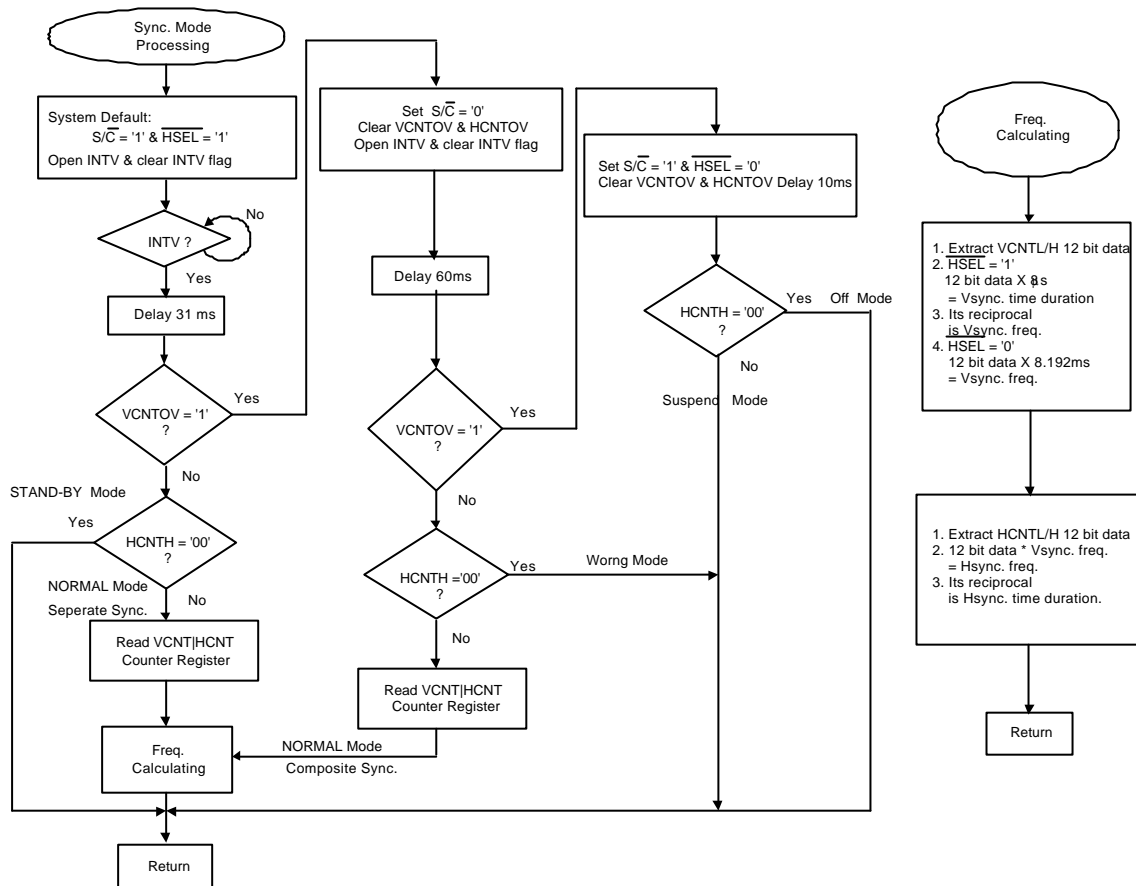 Sync. Mode
Processing
System Default:
S/C̅ = '1' & H̅S̅E̅L̅ = '1'
Open INTV & clear INTV flag
INTV ?
No
Yes
Delay 31 ms
VCNTOV = '1'
?
Yes
No
STAND-BY Mode
Yes
HCNTH = '00'
?
NORMAL Mode
Seperate Sync.
No
Read VCNT|HCNT
Counter Register
Freq.
Calculating
Return
Set S/C̅ = '0'
Clear VCNTOV & HCNTOV
Open INTV & clear INTV flag
Delay 60ms
VCNTOV = '1'
?
Yes
No
HCNTH ='00'
?
Yes
Worng Mode
No
Read VCNT|HCNT
Counter Register
NORMAL Mode
Composite Sync.
Set S/C̅ = '1' & H̅S̅E̅L̅ = '0'
Clear VCNTOV & HCNTOV Delay 10ms
HCNTH = '00'
?
Yes
Off Mode
No
Suspend Mode
Freq.
Calculating
1. Extract VCNTL/H 12 bit data
2. H̅S̅E̅L̅ = '1'
12 bit data X
= Vsync. time duration
3. Its reciprocal
is Vsync. freq.
4. H̅S̅E̅L̅ = '0'
12 bit data X 8.192ms
= Vsync. freq.
1. Extract HCNTL/H 12 bit data
2. 12 bit data * Vsync. freq.
= Hsync. freq.
3. Its reciprocal
is Hsync. time duration.
Return